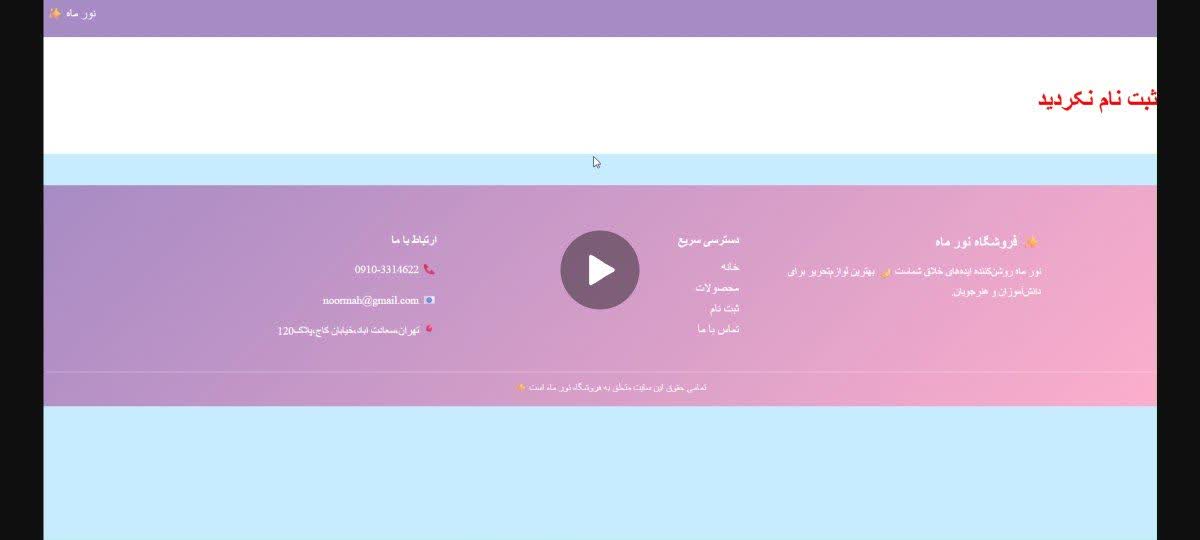 نور ماه ✨
ثبت نام نکردید
✨ فروشگاه نور ماه
نور ماه روشن‌کننده ایده‌های خلاق شماست 🌙 بهترین لوازم‌تحریر برای
دانش‌آموزان و هنرجویان.
دسترسی سریع
خانه
محصولات
ثبت نام
تماس با ما
ارتباط با ما
📞 0910-3314622
📧 noormah@gmail.com
📍 تهران،سعادت اباد،خیابان کاج،پلاک120
تمامی حقوق این سایت متعلق به فروشگاه نور ماه است ✨